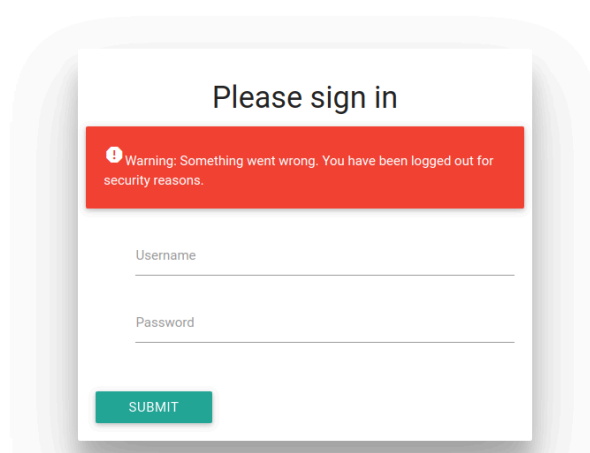 Please sign in
Warning: Something went wrong. You have been logged out for
security reasons.
Username
Password
SUBMIT